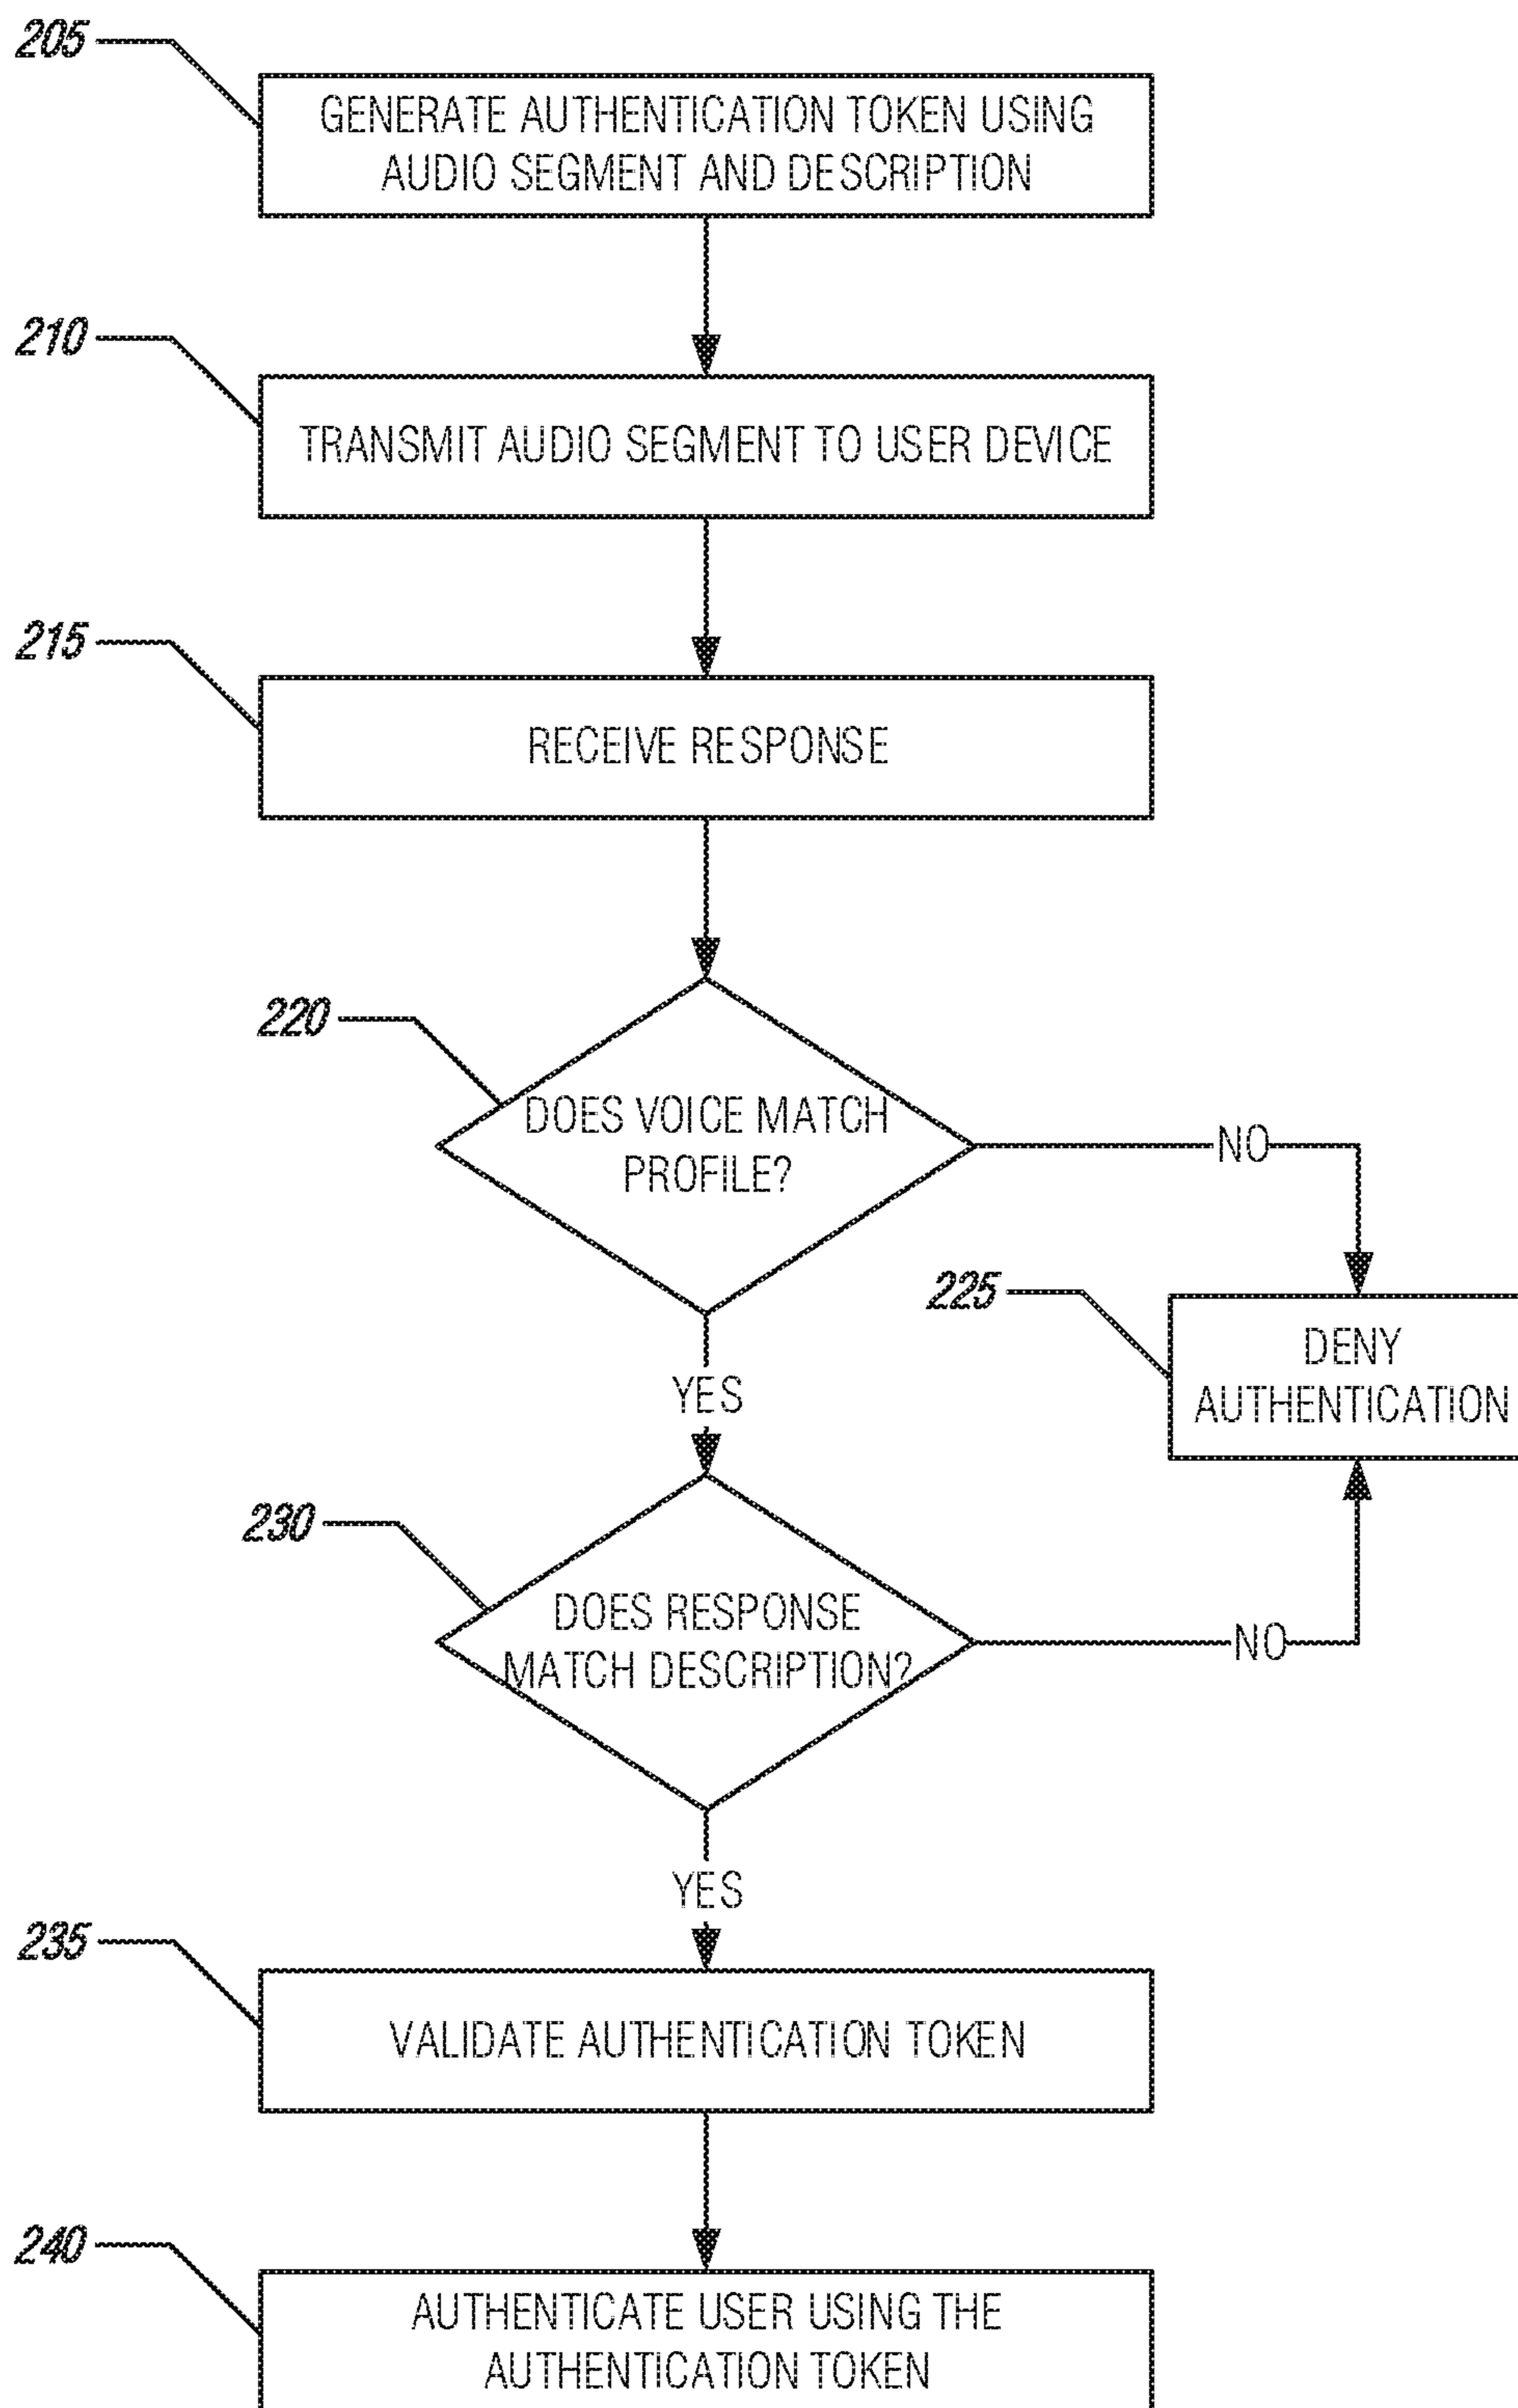 205
GENERATE AUTHENTICATION TOKEN USING
AUDIO SEGMENT AND DESCRIPTION
210
TRANSMIT AUDIO SEGMENT TO USER DEVICE
215
RECEIVE RESPONSE
220
DOES VOICE MATCH
PROFILE?
NO
225
DENY
AUTHENTICATION
YES
230
DOES RESPONSE
MATCH DESCRIPTION?
NO
YES
235
VALIDATE AUTHENTICATION TOKEN
240
AUTHENTICATE USER USING THE
AUTHENTICATION TOKEN